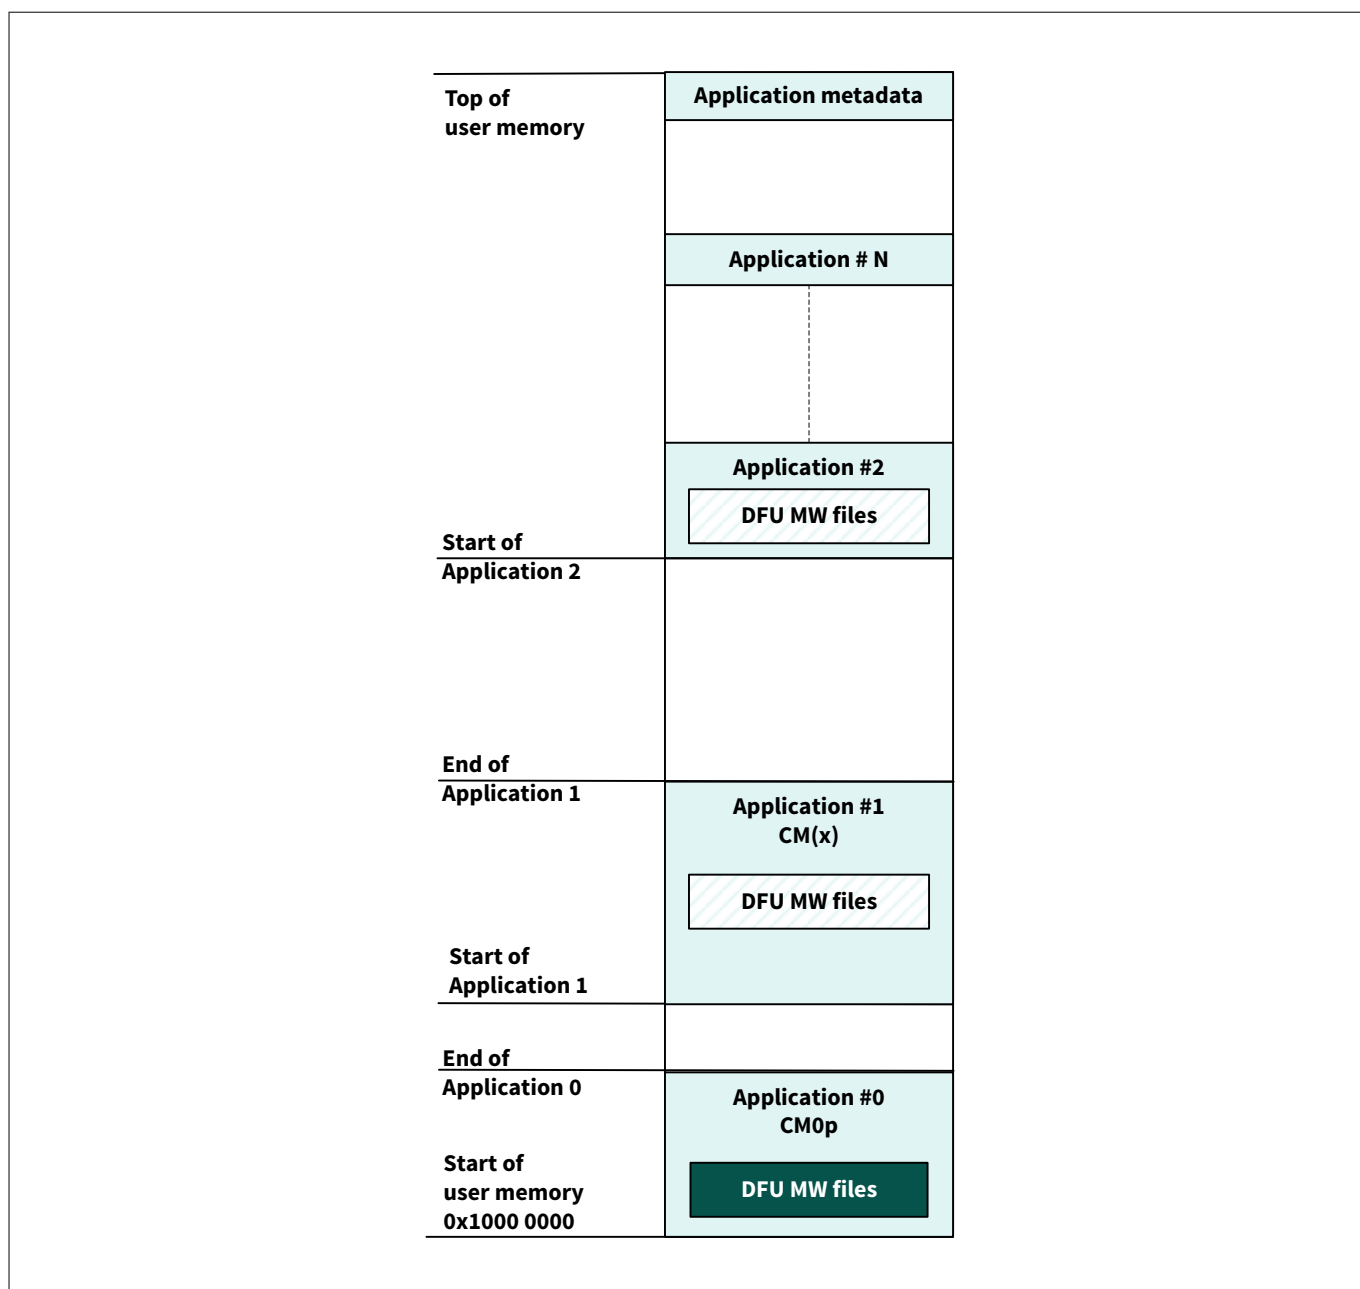 Top of
user memory
Application metadata
Application # N
Application #2
DFU MW files
Start of
Application 2
End of
Application 1
Application #1
CM(x)
DFU MW files
Start of
Application 1
End of
Application 0
Application #0
CM0p
DFU MW files
Start of
user memory
0x1000 0000